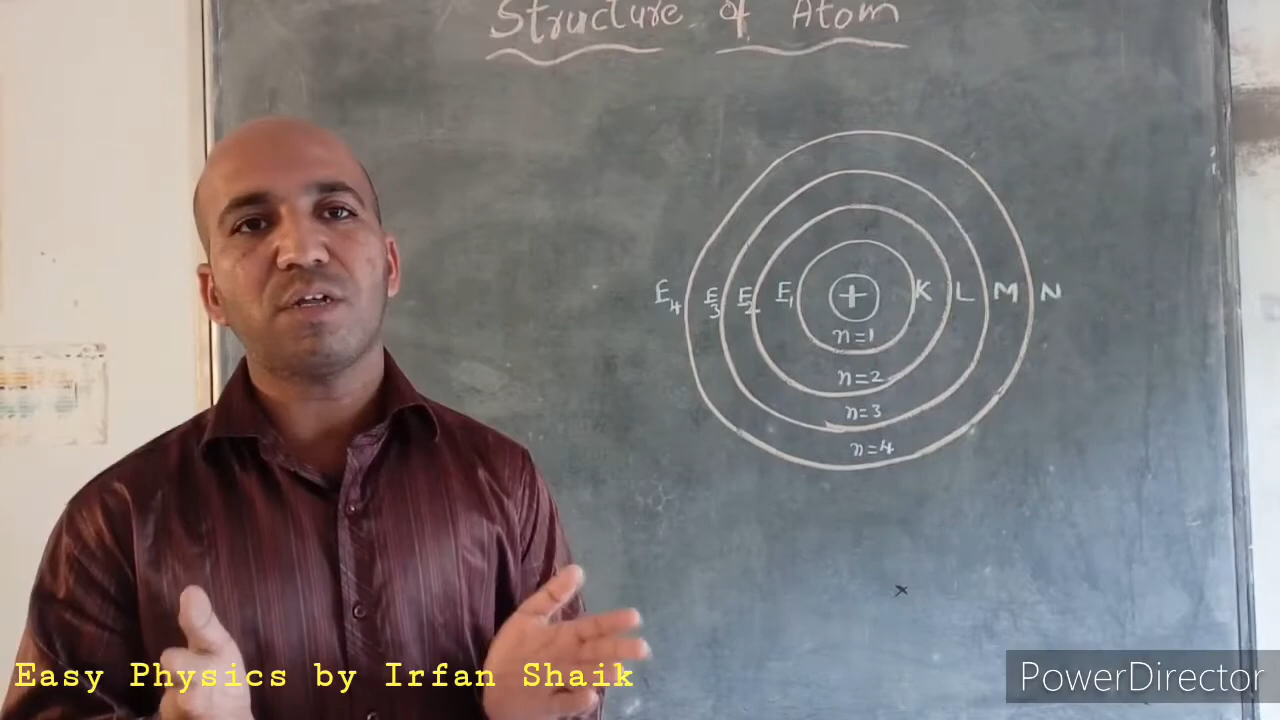 Structure of Atom
E4 E3 E2 E1 + K L M N
n=1
n=2
n=3
n=4
x
Easy Physics by Irfan Shaik
PowerDirector